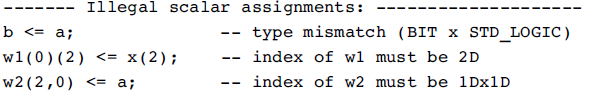 ------- Illegal scalar assignments: --------------------
b <= a; -- type mismatch (BIT x STD_LOGIC)
w1(0)(2) <= x(2); -- index of w1 must be 2D
w2(2,0) <= a; -- index of w2 must be 1Dx1D